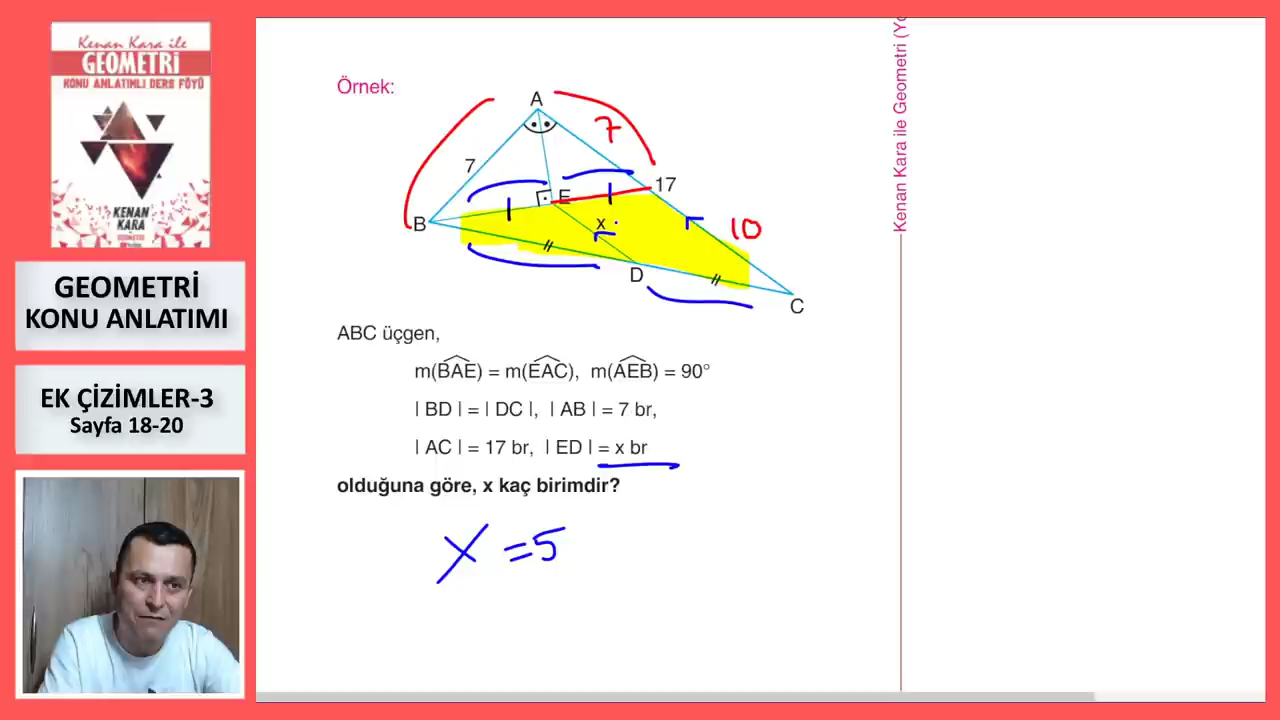 Kenan Kara ile
GEOMETRİ
KONU ANLATIMLI DERS FÖYÜ
KENAN
KARA
GEOMETRİ
KONU ANLATIMI
EK ÇİZİMLER-3
Sayfa 18-20
Örnek:
A
7
7
E
17
B
x
10
D
C
ABC üçgen,
m(BAE) = m(EAC), m(AEB) = 90°
| BD | = | DC |, | AB | = 7 br,
| AC | = 17 br, | ED | = x br
olduğuna göre, x kaç birimdir?
X = 5
Kenan Kara ile Geometri (Yo